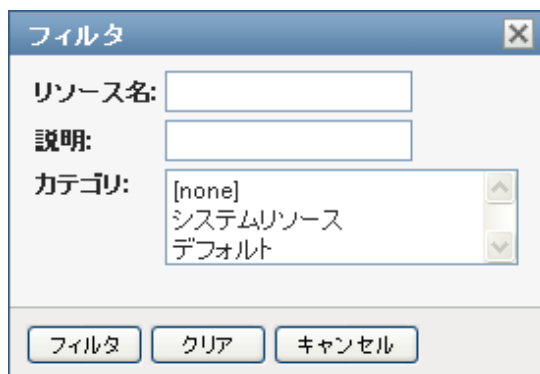 フィルタ
リソース名:
説明:
カテゴリ:
[none]
システムリソース
デフォルト
フィルタ クリア キャンセル